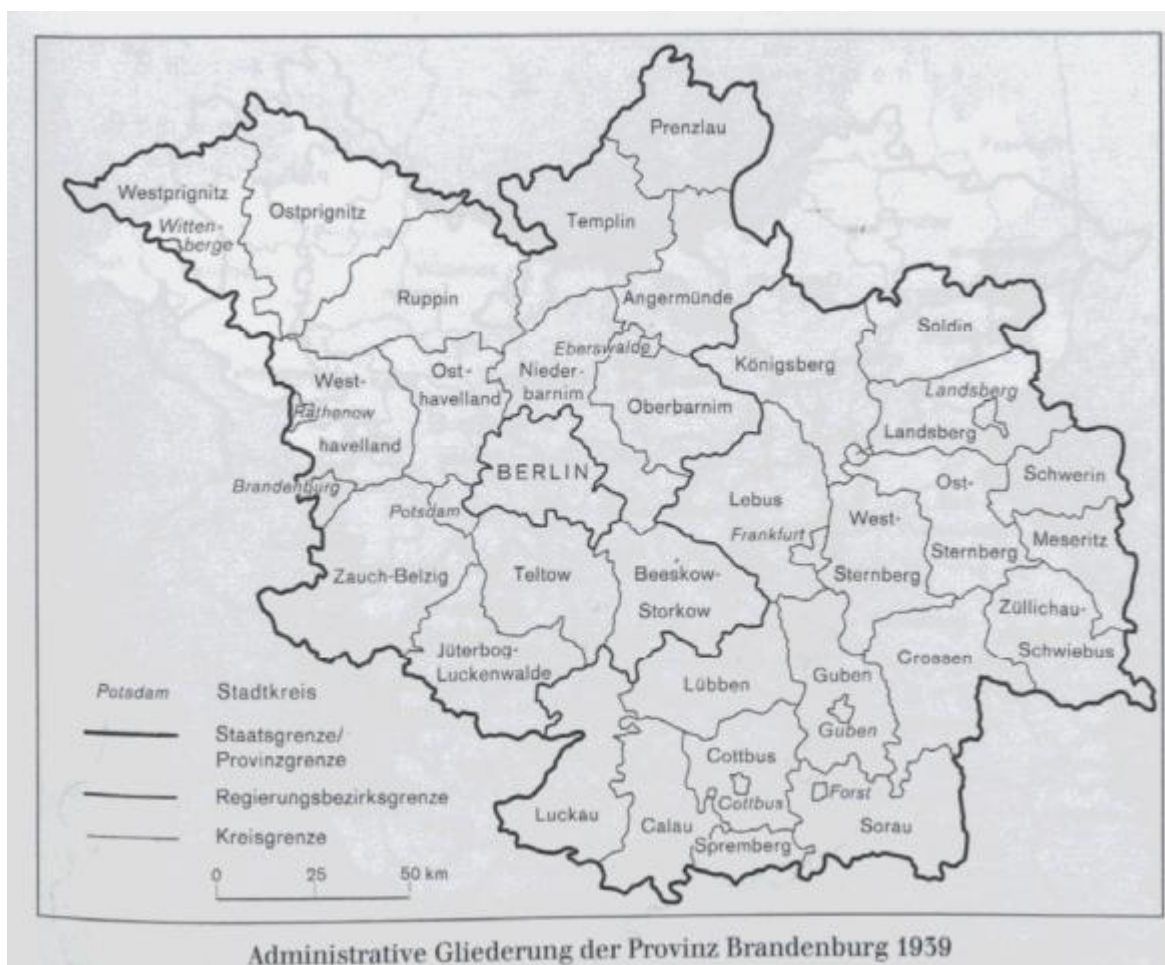 Prenzlau
Westprignitz
Ostprignitz
Witten-
berge
Templin
Ruppin
Angermünde
Soldin
Eberswalde
Königsberg
West-
havelland
Rathenow
Ost-
havelland
Nieder-
barnim
Oberbarnim
Landsberg
Landsberg
Brandenburg
Potsdam
BERLIN
Lebus
Frankfurt
West-
Sternberg
Ost-
Sternberg
Schwerin
Meseritz
Zauch-Belzig
Teltow
Beeskow-
Storkow
Züllichau-
Schwiebus
Jüterbog-
Luckenwalde
Lübben
Guben
Guben
Crossen
Cottbus
Cottbus
Forst
Luckau
Calau
Spremberg
Sorau
Potsdam Stadtkreis
Staatsgrenze/
Provinzgrenze
Regierungsbezirksgrenze
Kreisgrenze
0 25 50 km
Administrative Gliederung der Provinz Brandenburg 1939